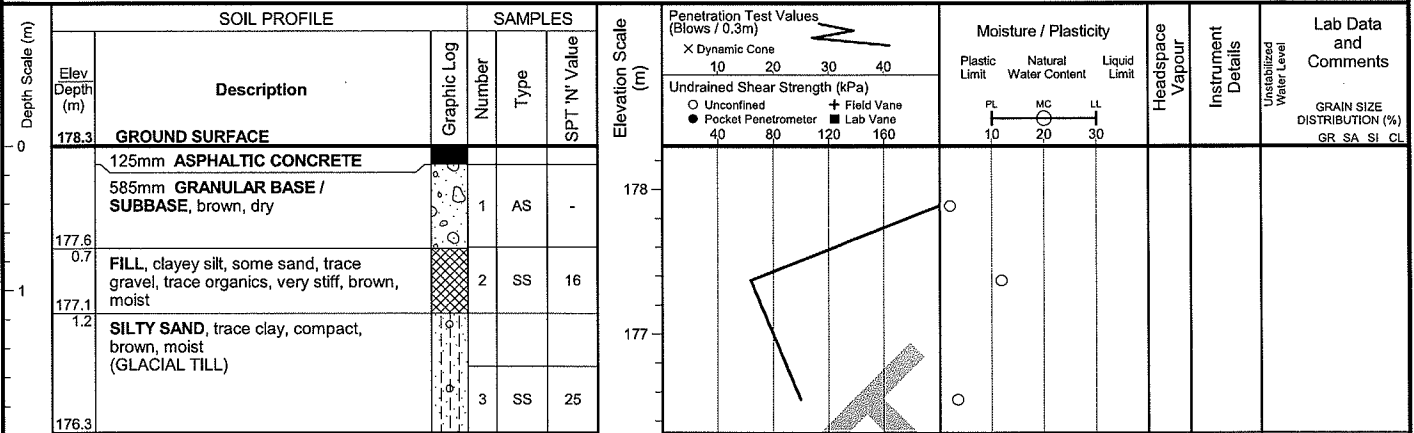 Depth Scale (m)
SOIL PROFILE
Elev
Depth
(m)
Description
178.3 GROUND SURFACE
Graphic Log
SAMPLES
Number
Type
SPT 'N' Value
Elevation Scale
(m)
Penetration Test Values
(Blows / 0.3m)
× Dynamic Cone
10 20 30 40
Undrained Shear Strength (kPa)
○ Unconfined + Field Vane
● Pocket Penetrometer ■ Lab Vane
40 80 120 160
Moisture / Plasticity
Plastic Natural Liquid
Limit Water Content Limit
PL MC LL
10 20 30
Headspace
Vapour
Instrument
Details
Unstabilized
Water Level
Lab Data
and
Comments
GRAIN SIZE
DISTRIBUTION (%)
GR SA SI CL
0
125mm ASPHALTIC CONCRETE
585mm GRANULAR BASE /
SUBBASE, brown, dry
1 AS -
178
177.6
0.7
FILL, clayey silt, some sand, trace
gravel, trace organics, very stiff, brown,
moist
2 SS 16
1
177.1
1.2
SILTY SAND, trace clay, compact,
brown, moist
(GLACIAL TILL)
177
3 SS 25
176.3